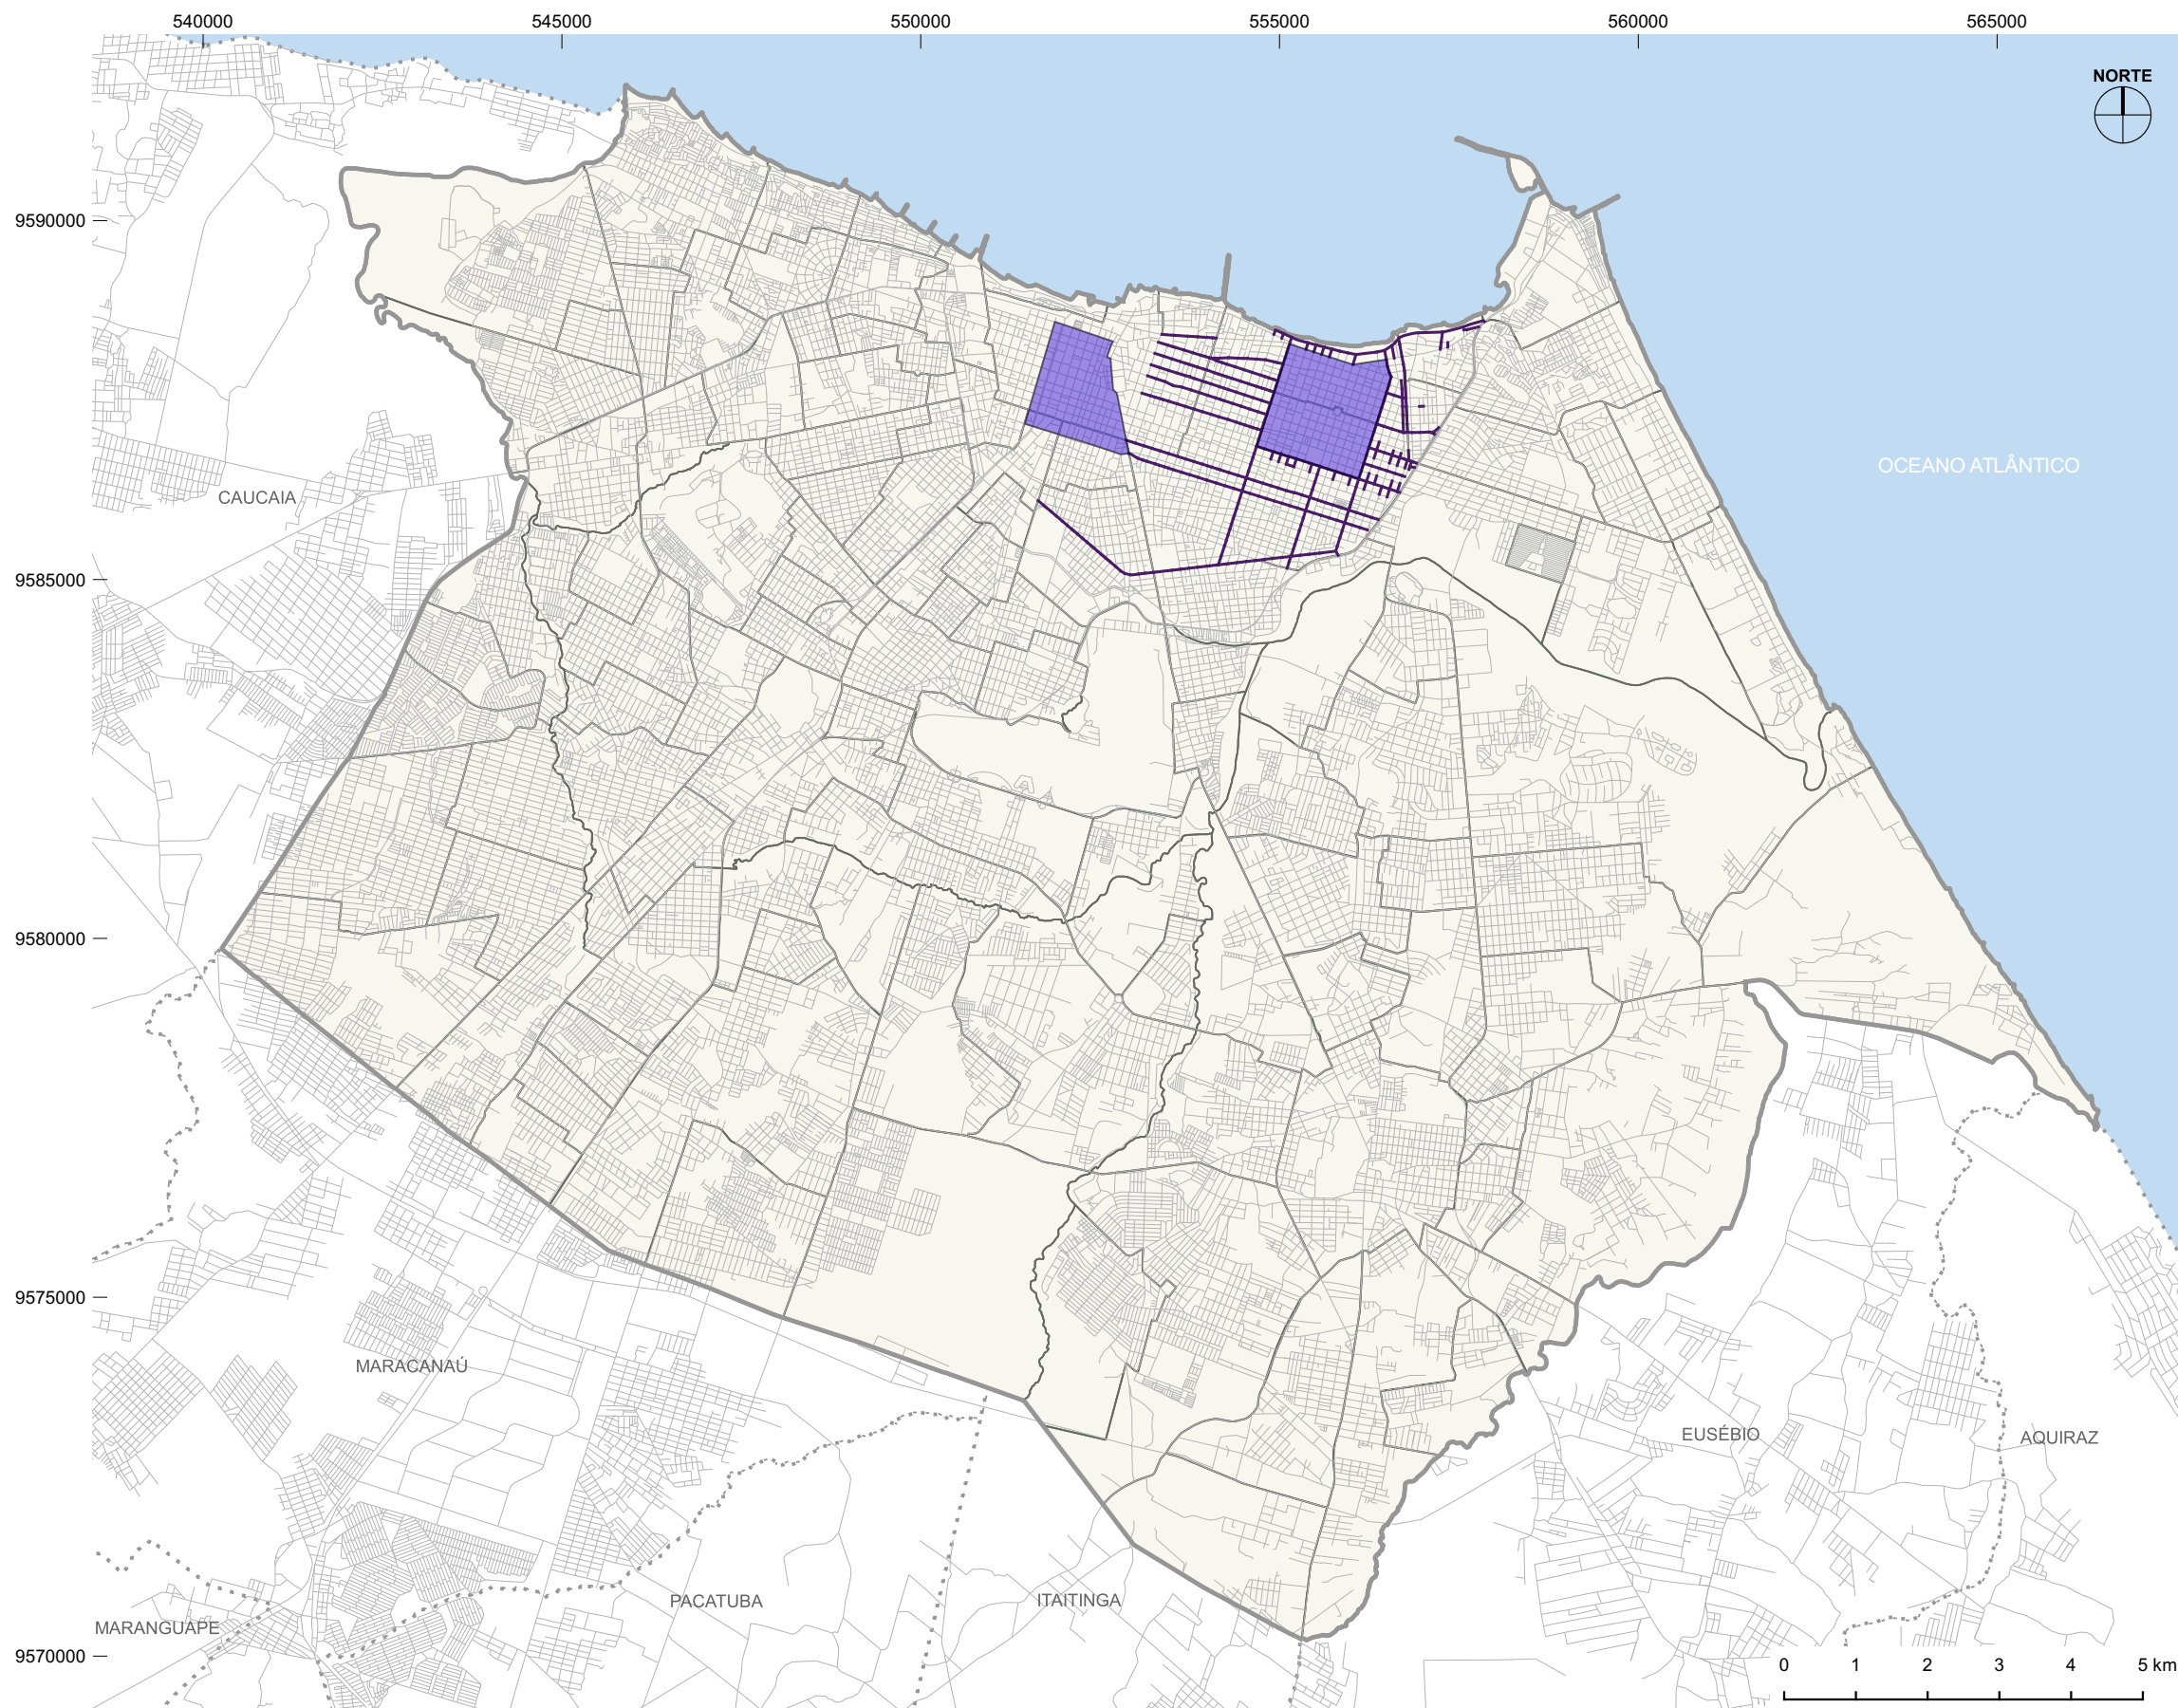 540000 545000 550000 555000 560000 565000
NORTE
9590000
OCEANO ATLÂNTICO
CAUCAIA
9585000
9580000
9575000
MARACANAÚ
EUSÉBIO
AQUIRAZ
PACATUBA
ITAITINGA
MARANGUAPE
9570000
0 1 2 3 4 5 km